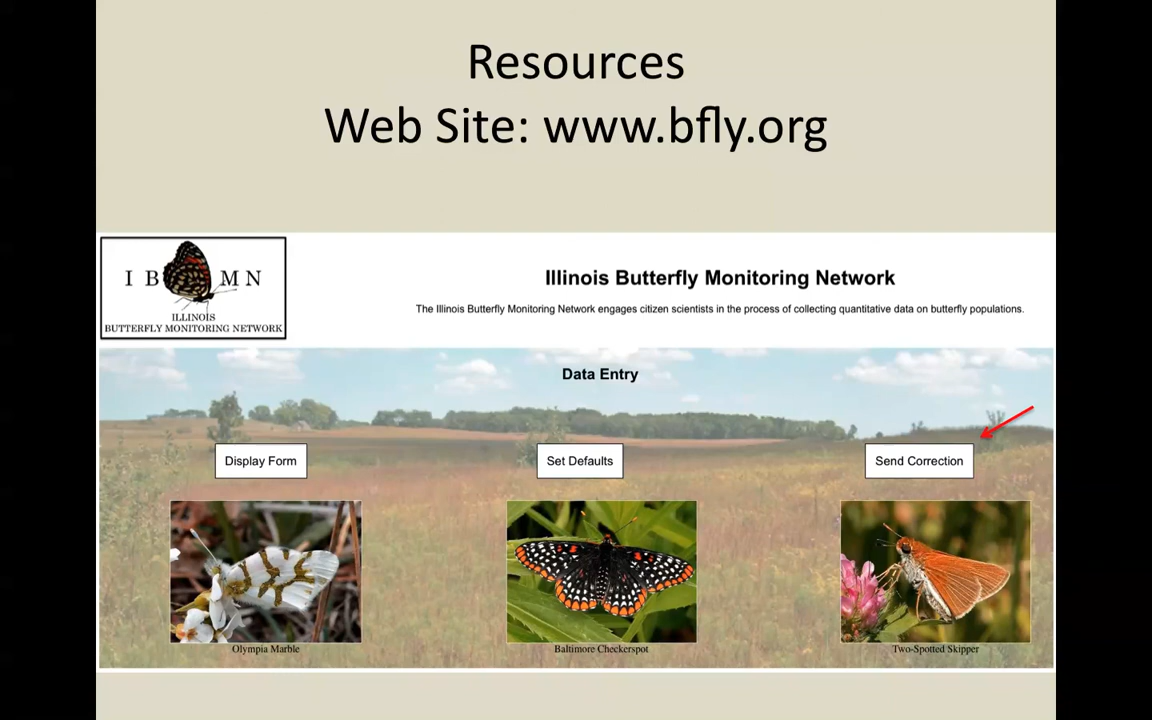 Resources
Web Site: www.bfly.org
I B M N
ILLINOIS
BUTTERFLY MONITORING NETWORK
Illinois Butterfly Monitoring Network
The Illinois Butterfly Monitoring Network engages citizen scientists in the process of collecting quantitative data on butterfly populations.
Data Entry
Display Form
Set Defaults
Send Correction
Olympia Marble
Baltimore Checkerspot
Two-Spotted Skipper